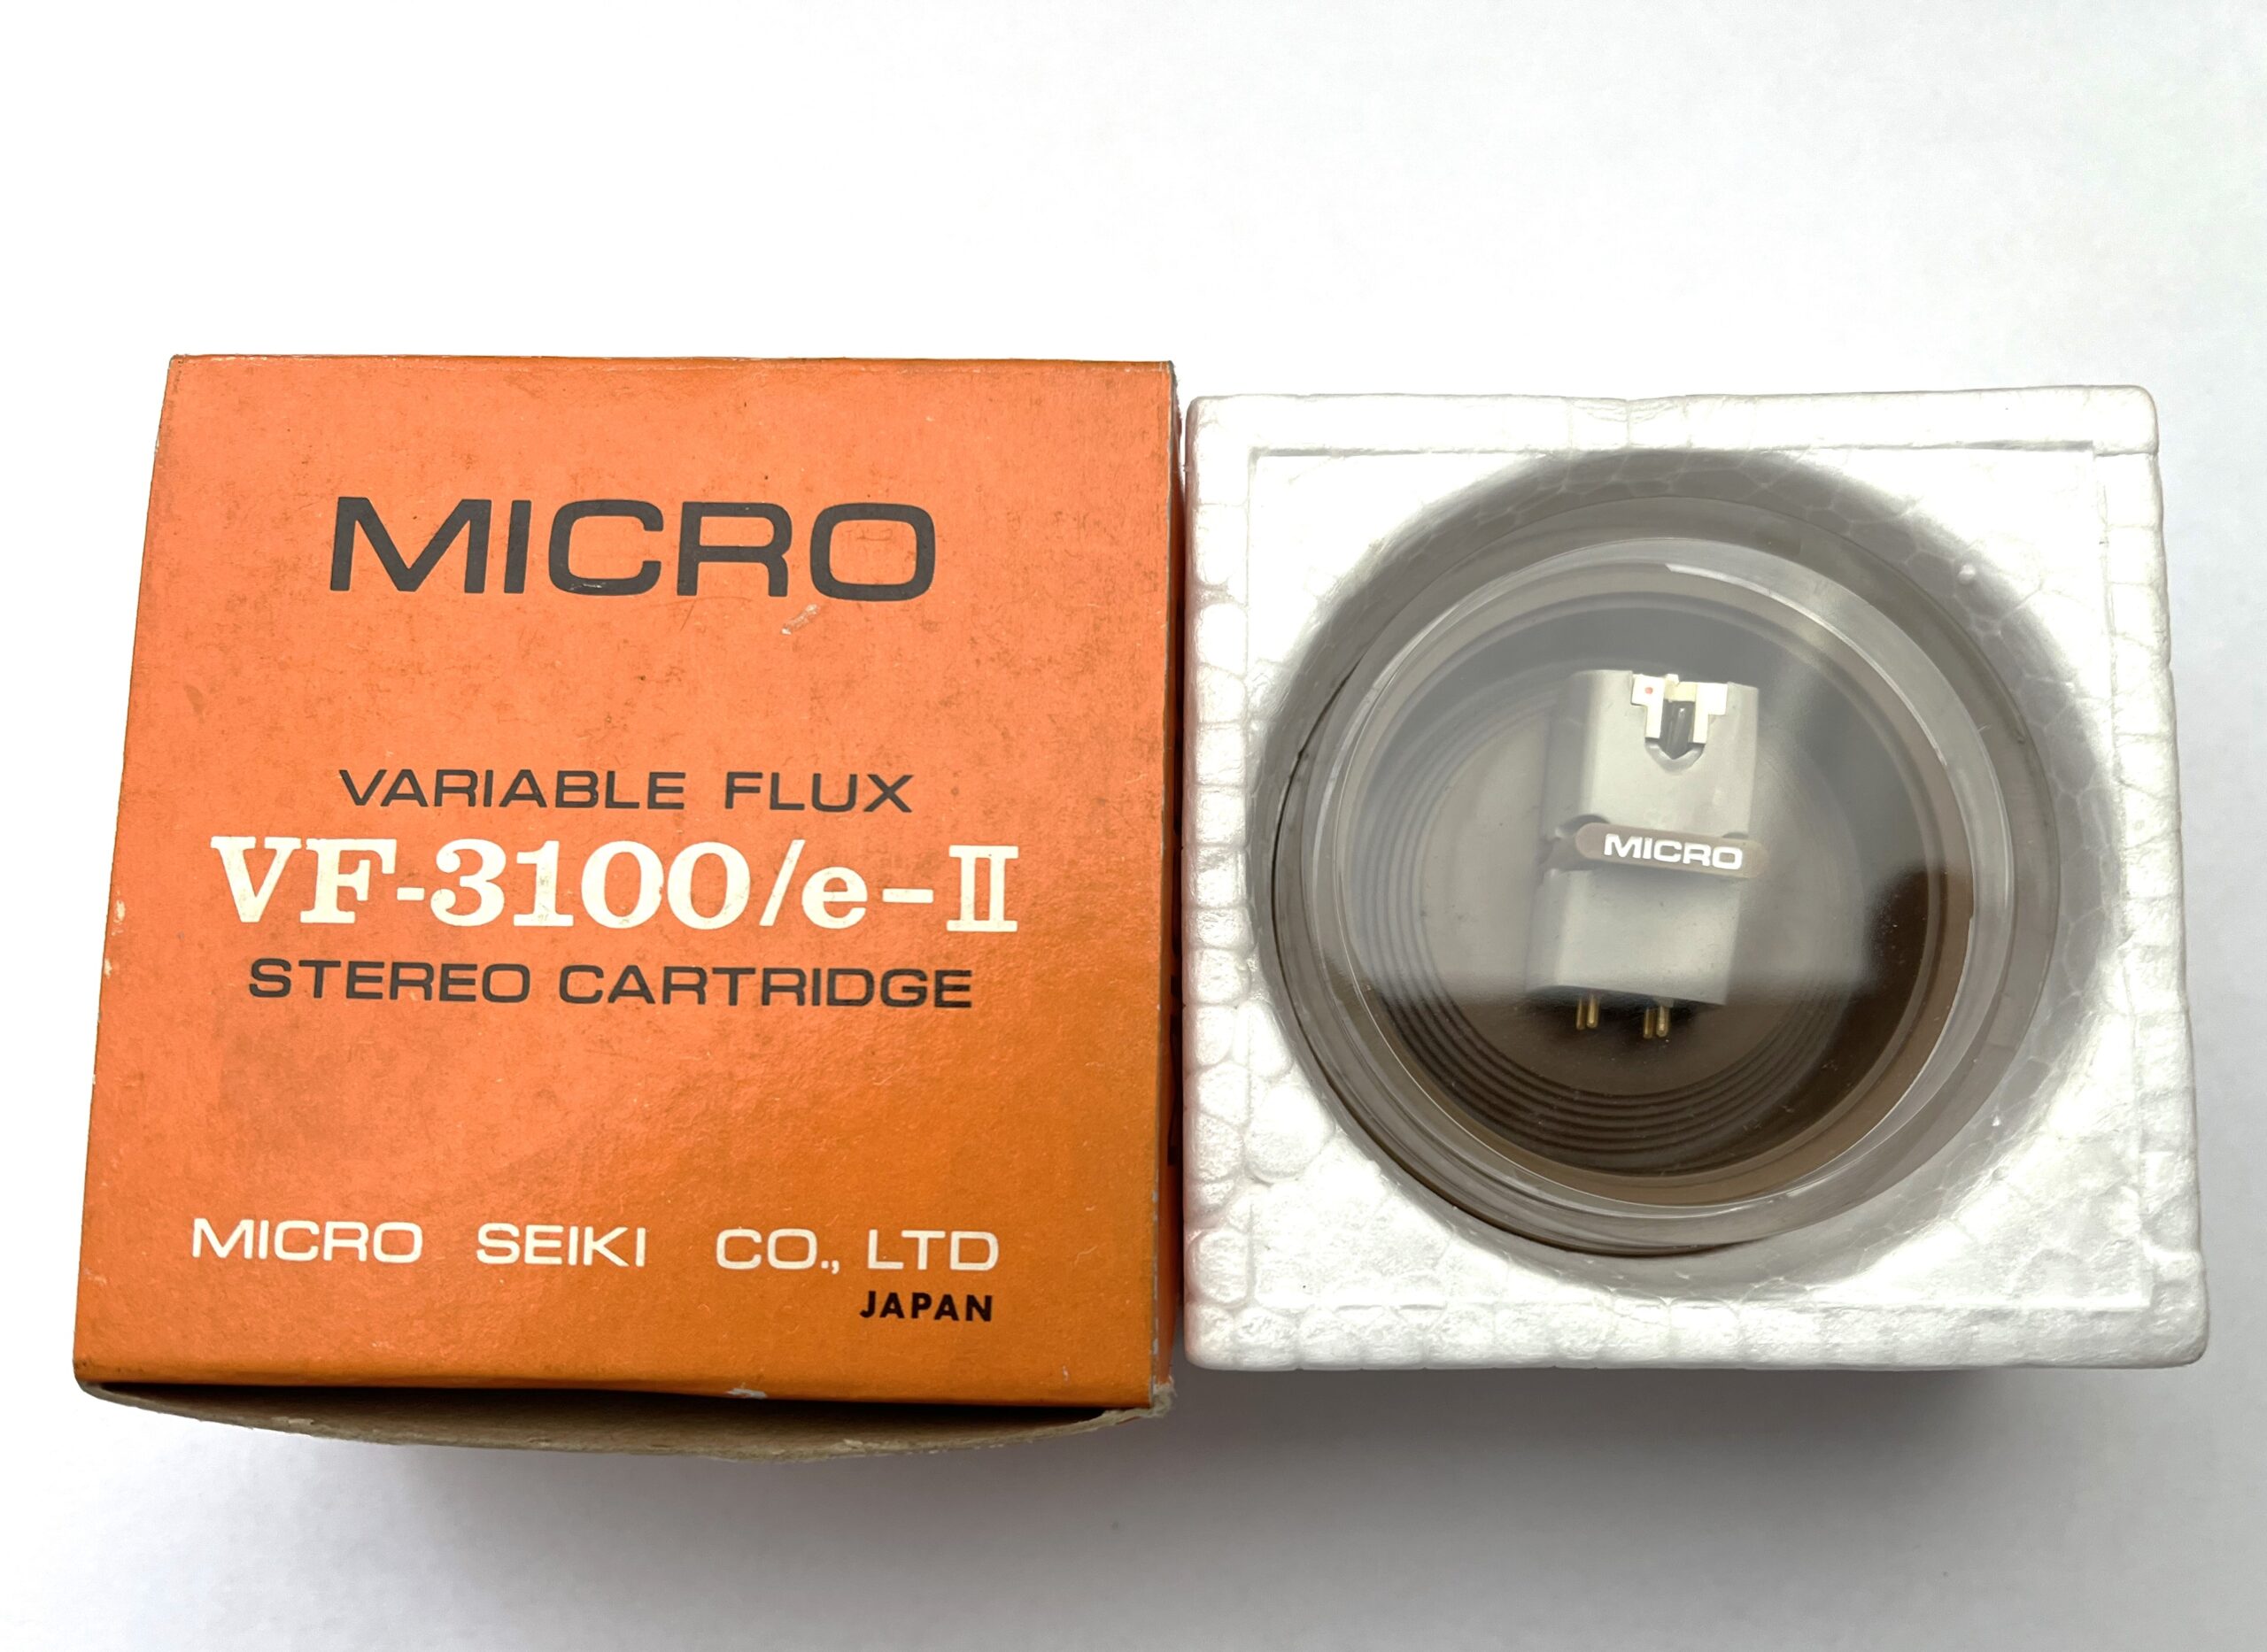 MICRO
VARIABLE FLUX
VF-3100/e-II
STEREO CARTRIDGE
MICRO SEIKI CO., LTD
JAPAN
MICRO